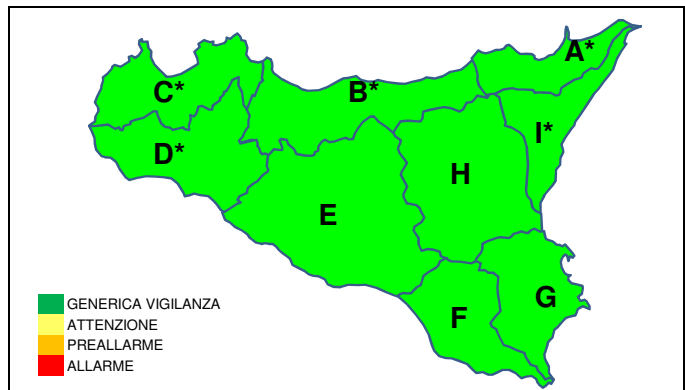 A*
C*
B*
I*
D*
H
E
G
F
GENERICA VIGILANZA
ATTENZIONE
PREALLARME
ALLARME